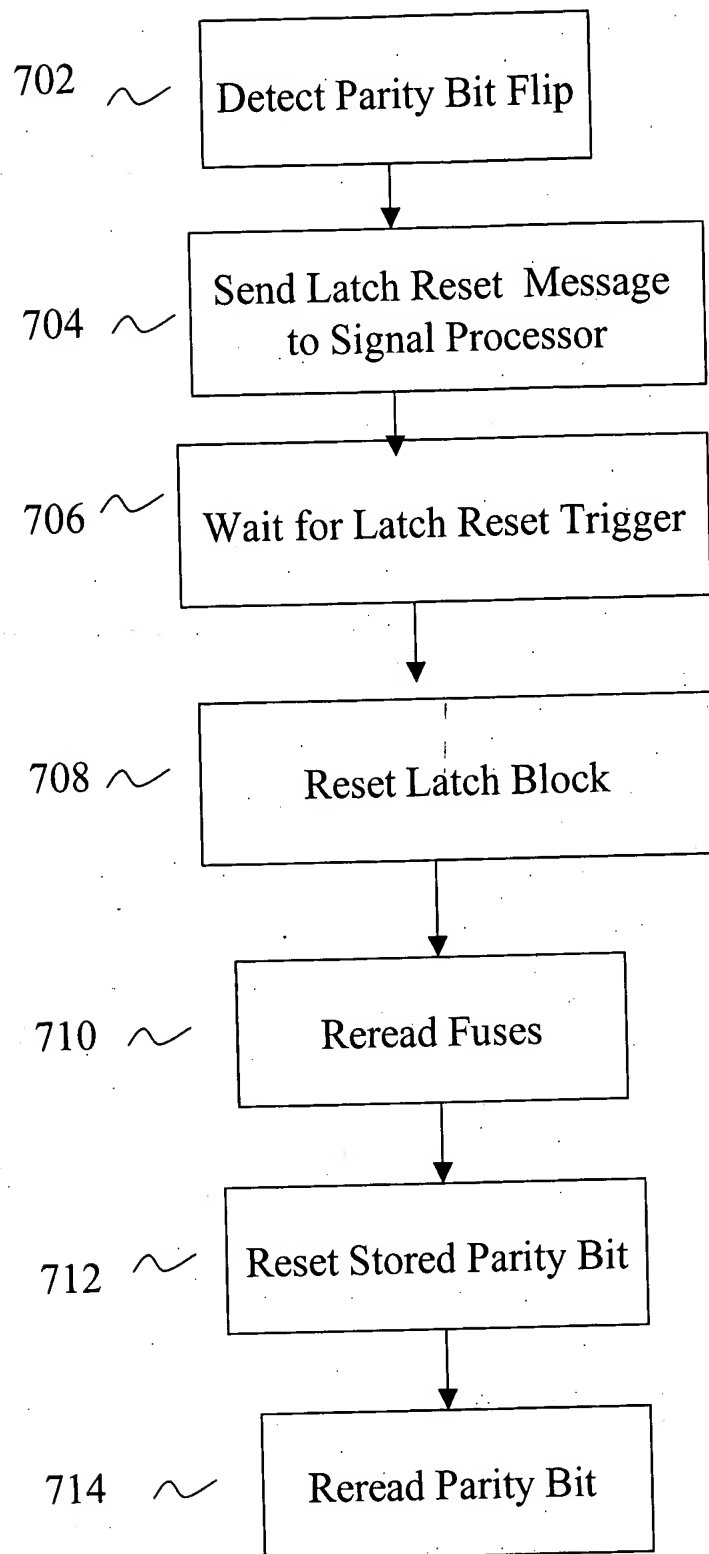 702
Detect Parity Bit Flip
704
Send Latch Reset Message
to Signal Processor
706
Wait for Latch Reset Trigger
708
Reset Latch Block
710
Reread Fuses
712
Reset Stored Parity Bit
714
Reread Parity Bit